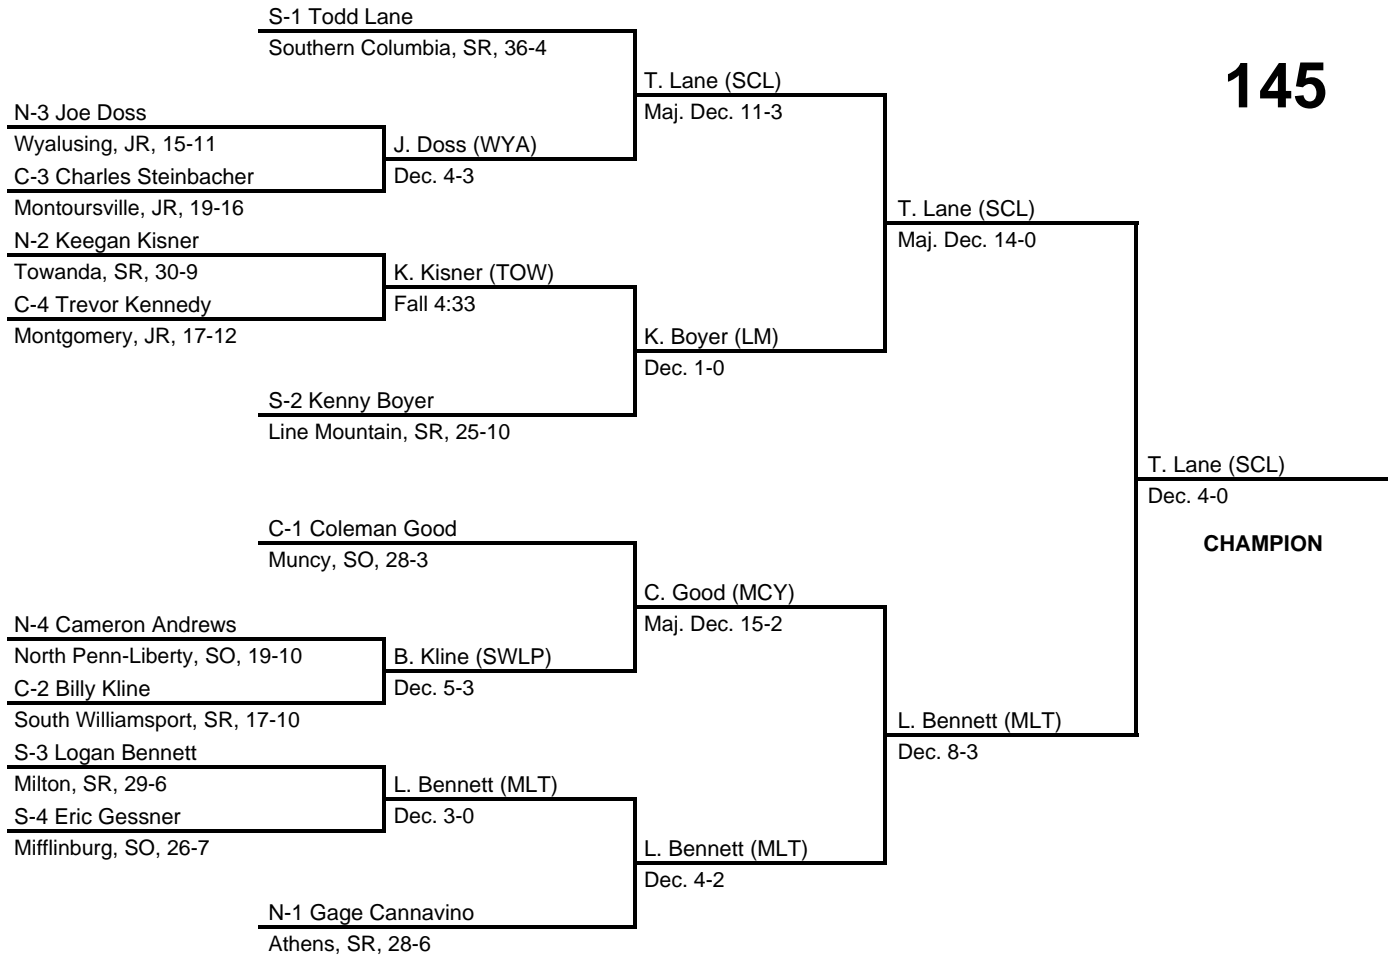 S-1 Todd Lane
Southern Columbia, SR, 36-4
145
T. Lane (SCL)
Maj. Dec. 11-3
N-3 Joe Doss
Wyalusing, JR, 15-11
J. Doss (WYA)
C-3 Charles Steinbacher
Dec. 4-3
Montoursville, JR, 19-16
T. Lane (SCL)
Maj. Dec. 14-0
N-2 Keegan Kisner
Towanda, SR, 30-9
K. Kisner (TOW)
C-4 Trevor Kennedy
Fall 4:33
Montgomery, JR, 17-12
K. Boyer (LM)
Dec. 1-0
S-2 Kenny Boyer
Line Mountain, SR, 25-10
T. Lane (SCL)
Dec. 4-0
CHAMPION
C-1 Coleman Good
Muncy, SO, 28-3
C. Good (MCY)
Maj. Dec. 15-2
N-4 Cameron Andrews
North Penn-Liberty, SO, 19-10
B. Kline (SWLP)
C-2 Billy Kline
Dec. 5-3
South Williamsport, SR, 17-10
L. Bennett (MLT)
Dec. 8-3
S-3 Logan Bennett
Milton, SR, 29-6
L. Bennett (MLT)
S-4 Eric Gessner
Dec. 3-0
Mifflinburg, SO, 26-7
L. Bennett (MLT)
Dec. 4-2
N-1 Gage Cannavino
Athens, SR, 28-6